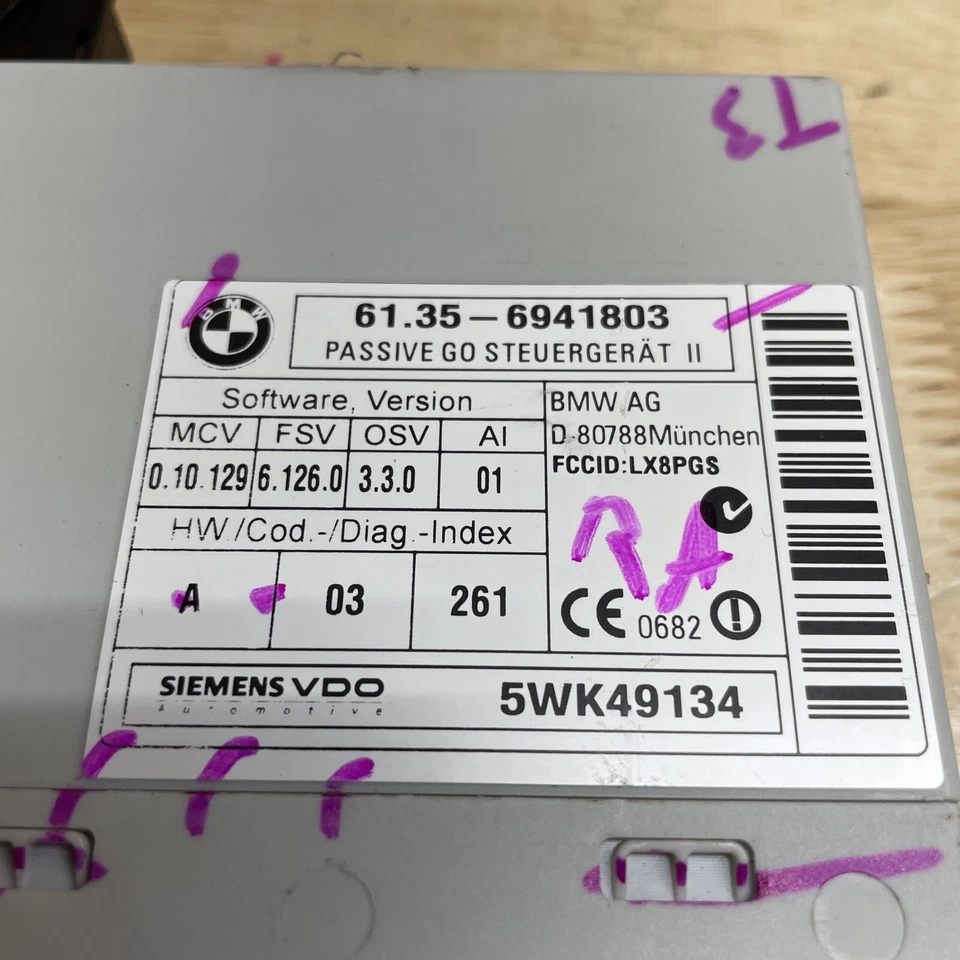 T3
BMW
61.35-6941803
PASSIVE GO STEUERGERÄT II
Software, Version
MCV FSV OSV AI
0.10.129 6.126.0 3.3.0 01
HW/Cod.-/Diag.-Index
A 03 261
BMW AG
D-80788München
FCCID:LX8PGS
CE 0682
SIEMENS VDO
Automotive
5WK49134